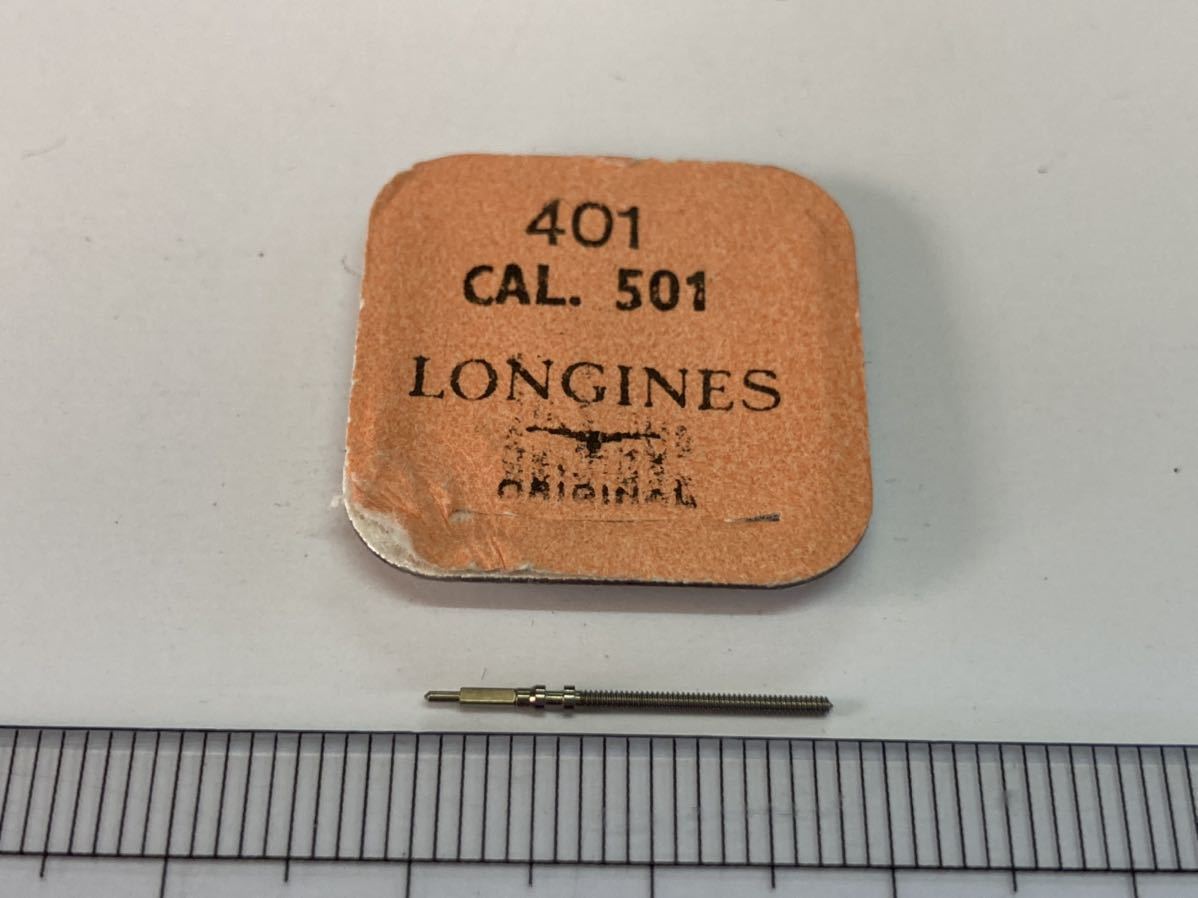 401
CAL. 501
LONGINES
ORIGINAL